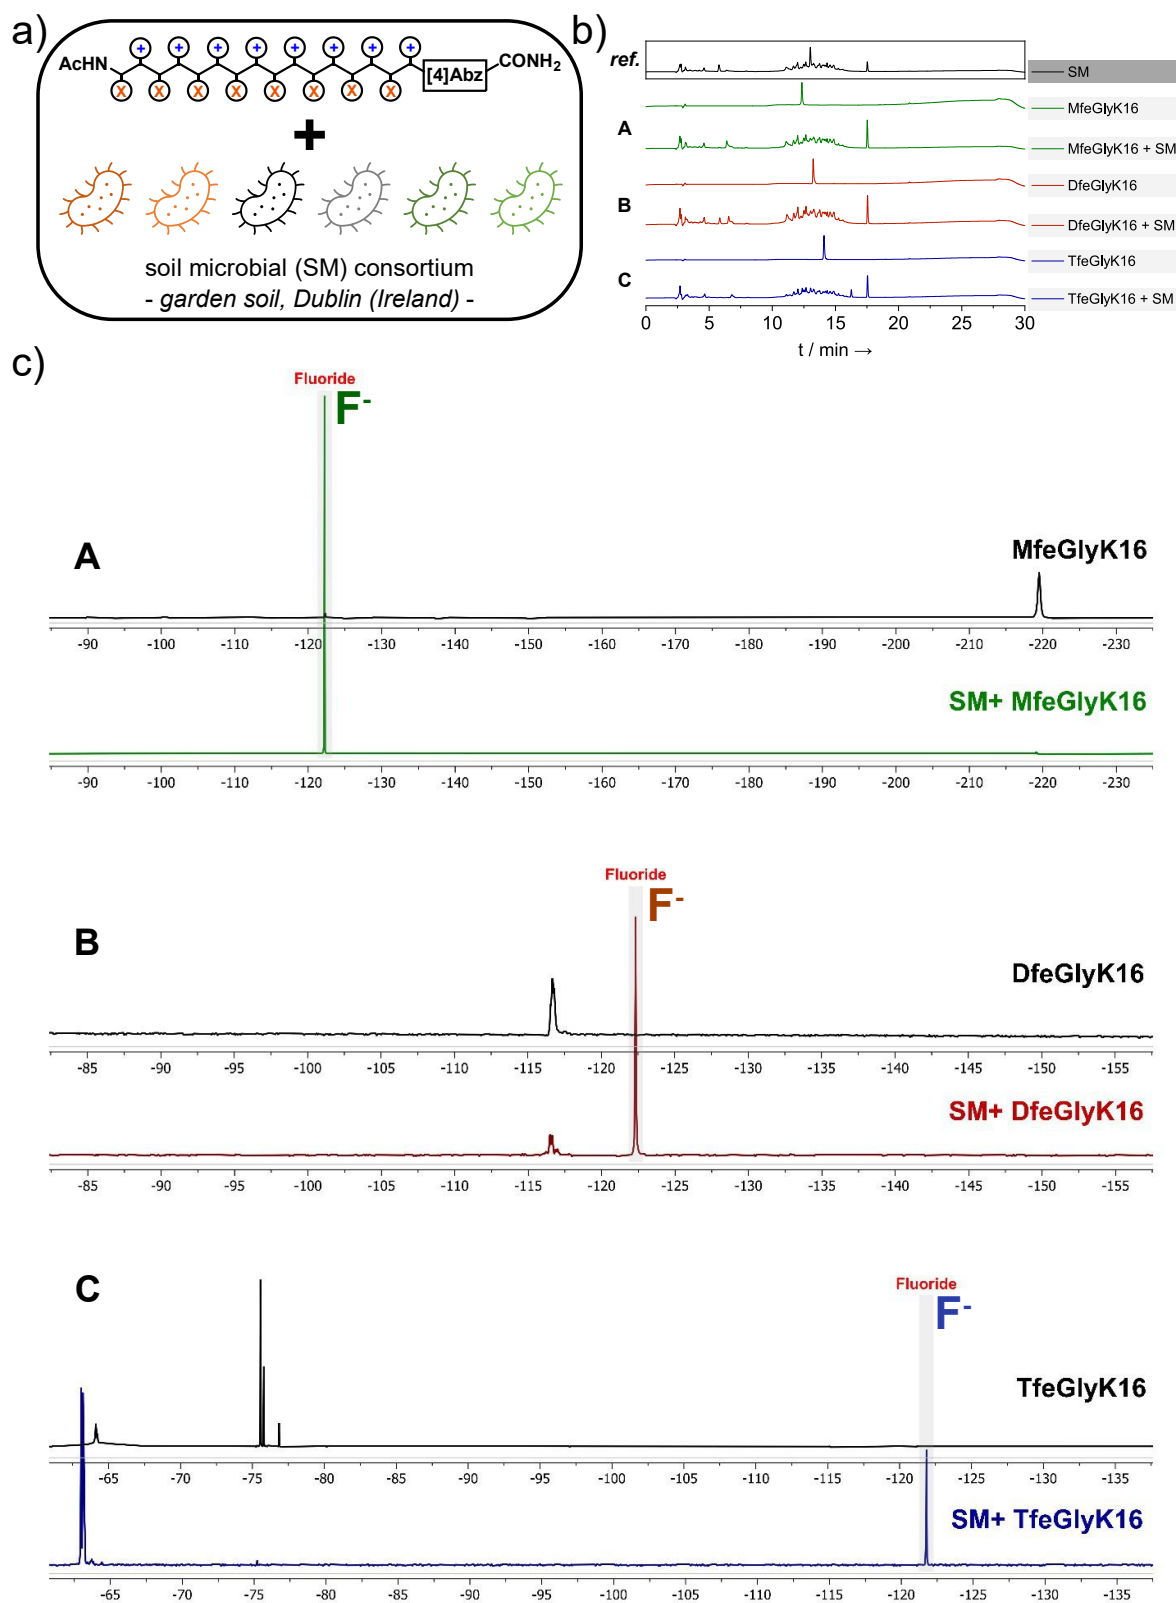 a)
AcHN + + + + + + + + [4]Abz CONH₂
X X X X X X X X
+
soil microbial (SM) consortium
- garden soil, Dublin (Ireland) -
b)
ref.
SM
MfeGlyK16
A
MfeGlyK16 + SM
DfeGlyK16
B
DfeGlyK16 + SM
TfeGlyK16
C
TfeGlyK16 + SM
0 5 10 15 20 25 30
t / min →
c)
Fluoride
F⁻
A
MfeGlyK16
-90 -100 -110 -120 -130 -140 -150 -160 -170 -180 -190 -200 -210 -220 -230
SM+ MfeGlyK16
-90 -100 -110 -120 -130 -140 -150 -160 -170 -180 -190 -200 -210 -220 -230
Fluoride
F⁻
B
DfeGlyK16
-85 -90 -95 -100 -105 -110 -115 -120 -125 -130 -135 -140 -145 -150 -155
SM+ DfeGlyK16
-85 -90 -95 -100 -105 -110 -115 -120 -125 -130 -135 -140 -145 -150 -155
Fluoride
F⁻
C
TfeGlyK16
-65 -70 -75 -80 -85 -90 -95 -100 -105 -110 -115 -120 -125 -130 -135
SM+ TfeGlyK16
-65 -70 -75 -80 -85 -90 -95 -100 -105 -110 -115 -120 -125 -130 -135